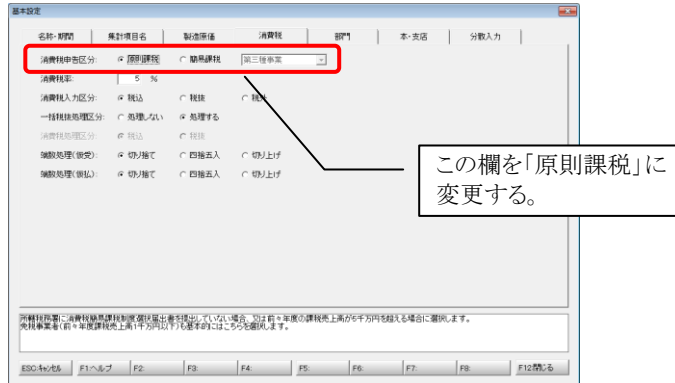 基本設定
名称・期間 集計項目名 製造原価 消費税 部門 本・支店 分散入力
消費税申告区分: 原則課税 簡易課税 第三種事業
消費税率: 5 %
消費税入力区分: 税込 税抜 税
一括税抜処理区分: 処理しない 処理する
消費税処理区分: 税込 税抜
端数処理(仮受): 切り捨て 四捨五入 切り上げ
端数処理(仮払): 切り捨て 四捨五入 切り上げ
この欄を「原則課税」に
変更する。
所轄税務署に消費税簡易課税制度選択届出書を提出していない場合、又は前々年度の課税売上高が5千万円を超える場合に選択します。
免税事業者(前々年度課税売上高1千万円以下)も基本的にはこちらを選択します。
ESC:キャンセル F1:ヘルプ F2: F3: F4: F5: F6: F7: F8: F12閉じる